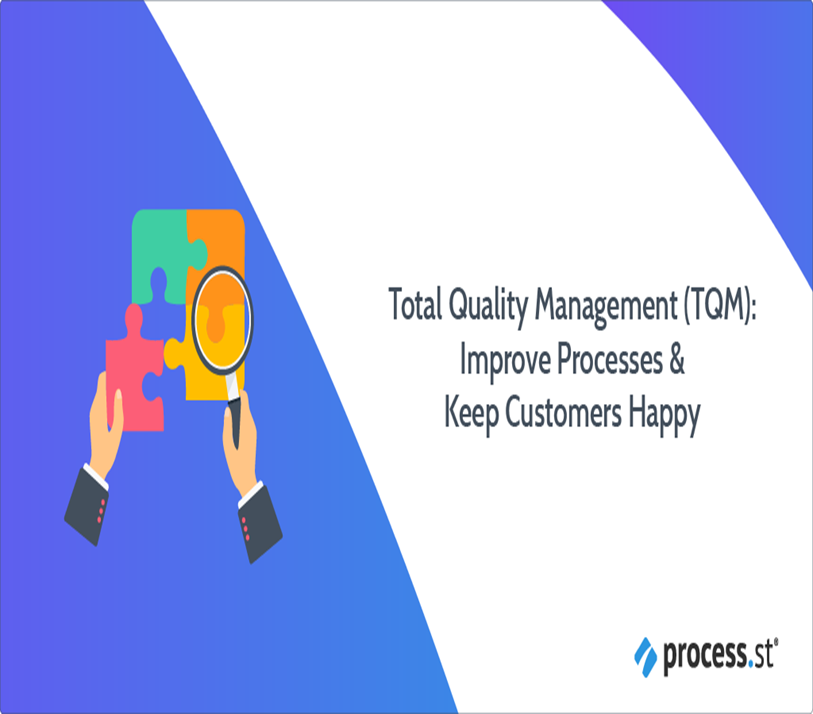 Total Quality Management (TQM):
Improve Processes &
Keep Customers Happy
process.st®